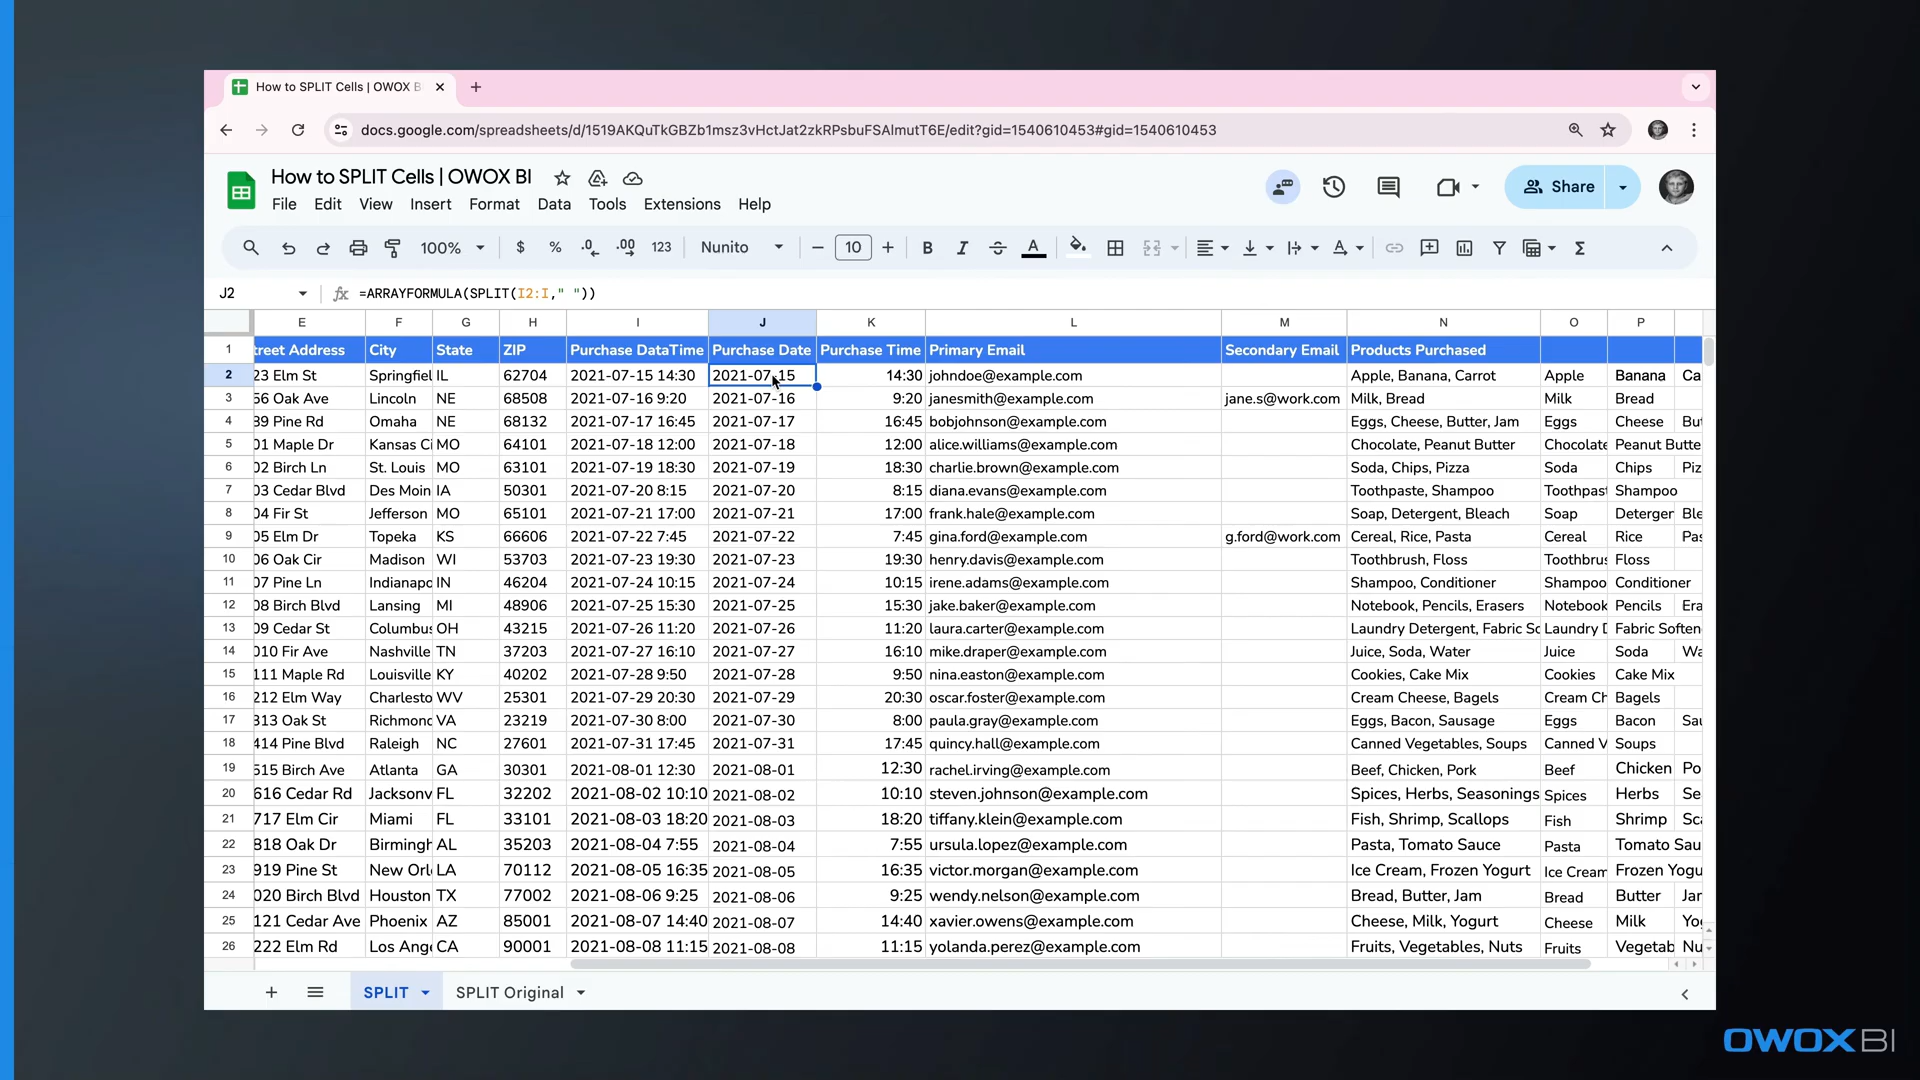 How to SPLIT Cells | OWOX B
docs.google.com/spreadsheets/d/1519AKQuTkGBZb1msz3vHctJat2zkRPsbuFSAlmutT6E/edit?gid=1540610453#gid=1540610453
How to SPLIT Cells | OWOX BI
Share
File Edit View Insert Format Data Tools Extensions Help
100% $ % .0 .00 123 Nunito 10 B I S A Σ
J2 fx =ARRAYFORMULA(SPLIT(I2:I," "))
E F G H I J K L M N O P
1 treet Address City State ZIP Purchase DataTime Purchase Date Purchase Time Primary Email Secondary Email Products Purchased
2 23 Elm St Springfiel IL 62704 2021-07-15 14:30 2021-07-15 14:30 johndoe@example.com Apple, Banana, Carrot Apple Banana Ca
3 56 Oak Ave Lincoln NE 68508 2021-07-16 9:20 2021-07-16 9:20 janesmith@example.com jane.s@work.com Milk, Bread Milk Bread
4 39 Pine Rd Omaha NE 68132 2021-07-17 16:45 2021-07-17 16:45 bobjohnson@example.com Eggs, Cheese, Butter, Jam Eggs Cheese But
5 01 Maple Dr Kansas Ci MO 64101 2021-07-18 12:00 2021-07-18 12:00 alice.williams@example.com Chocolate, Peanut Butter Chocolate Peanut Butte
6 02 Birch Ln St. Louis MO 63101 2021-07-19 18:30 2021-07-19 18:30 charlie.brown@example.com Soda, Chips, Pizza Soda Chips Piz
7 03 Cedar Blvd Des Moin IA 50301 2021-07-20 8:15 2021-07-20 8:15 diana.evans@example.com Toothpaste, Shampoo Toothpast Shampoo
8 04 Fir St Jefferson MO 65101 2021-07-21 17:00 2021-07-21 17:00 frank.hale@example.com Soap, Detergent, Bleach Soap Deterger Ble
9 05 Elm Dr Topeka KS 66606 2021-07-22 7:45 2021-07-22 7:45 gina.ford@example.com g.ford@work.com Cereal, Rice, Pasta Cereal Rice Pas
10 06 Oak Cir Madison WI 53703 2021-07-23 19:30 2021-07-23 19:30 henry.davis@example.com Toothbrush, Floss Toothbrus Floss
11 07 Pine Ln Indianapo IN 46204 2021-07-24 10:15 2021-07-24 10:15 irene.adams@example.com Shampoo, Conditioner Shampoo Conditioner
12 08 Birch Blvd Lansing MI 48906 2021-07-25 15:30 2021-07-25 15:30 jake.baker@example.com Notebook, Pencils, Erasers Notebook Pencils Era
13 09 Cedar St Columbus OH 43215 2021-07-26 11:20 2021-07-26 11:20 laura.carter@example.com Laundry Detergent, Fabric Sc Laundry D Fabric Soften
14 010 Fir Ave Nashville TN 37203 2021-07-27 16:10 2021-07-27 16:10 mike.draper@example.com Juice, Soda, Water Juice Soda Wa
15 111 Maple Rd Louisville KY 40202 2021-07-28 9:50 2021-07-28 9:50 nina.easton@example.com Cookies, Cake Mix Cookies Cake Mix
16 212 Elm Way Charlesto WV 25301 2021-07-29 20:30 2021-07-29 20:30 oscar.foster@example.com Cream Cheese, Bagels Cream Ch Bagels
17 313 Oak St Richmond VA 23219 2021-07-30 8:00 2021-07-30 8:00 paula.gray@example.com Eggs, Bacon, Sausage Eggs Bacon Sau
18 414 Pine Blvd Raleigh NC 27601 2021-07-31 17:45 2021-07-31 17:45 quincy.hall@example.com Canned Vegetables, Soups Canned V Soups
19 515 Birch Ave Atlanta GA 30301 2021-08-01 12:30 2021-08-01 12:30 rachel.irving@example.com Beef, Chicken, Pork Beef Chicken Po
20 616 Cedar Rd Jacksonv FL 32202 2021-08-02 10:10 2021-08-02 10:10 steven.johnson@example.com Spices, Herbs, Seasonings Spices Herbs Se
21 717 Elm Cir Miami FL 33101 2021-08-03 18:20 2021-08-03 18:20 tiffany.klein@example.com Fish, Shrimp, Scallops Fish Shrimp Sca
22 818 Oak Dr Birmingh AL 35203 2021-08-04 7:55 2021-08-04 7:55 ursula.lopez@example.com Pasta, Tomato Sauce Pasta Tomato Sau
23 919 Pine St New Orl LA 70112 2021-08-05 16:35 2021-08-05 16:35 victor.morgan@example.com Ice Cream, Frozen Yogurt Ice Cream Frozen Yogu
24 020 Birch Blvd Houston TX 77002 2021-08-06 9:25 2021-08-06 9:25 wendy.nelson@example.com Bread, Butter, Jam Bread Butter Jar
25 121 Cedar Ave Phoenix AZ 85001 2021-08-07 14:40 2021-08-07 14:40 xavier.owens@example.com Cheese, Milk, Yogurt Cheese Milk Yo
26 222 Elm Rd Los Ang CA 90001 2021-08-08 11:15 2021-08-08 11:15 yolanda.perez@example.com Fruits, Vegetables, Nuts Fruits Vegetab Nu
SPLIT SPLIT Original
OWOX BI